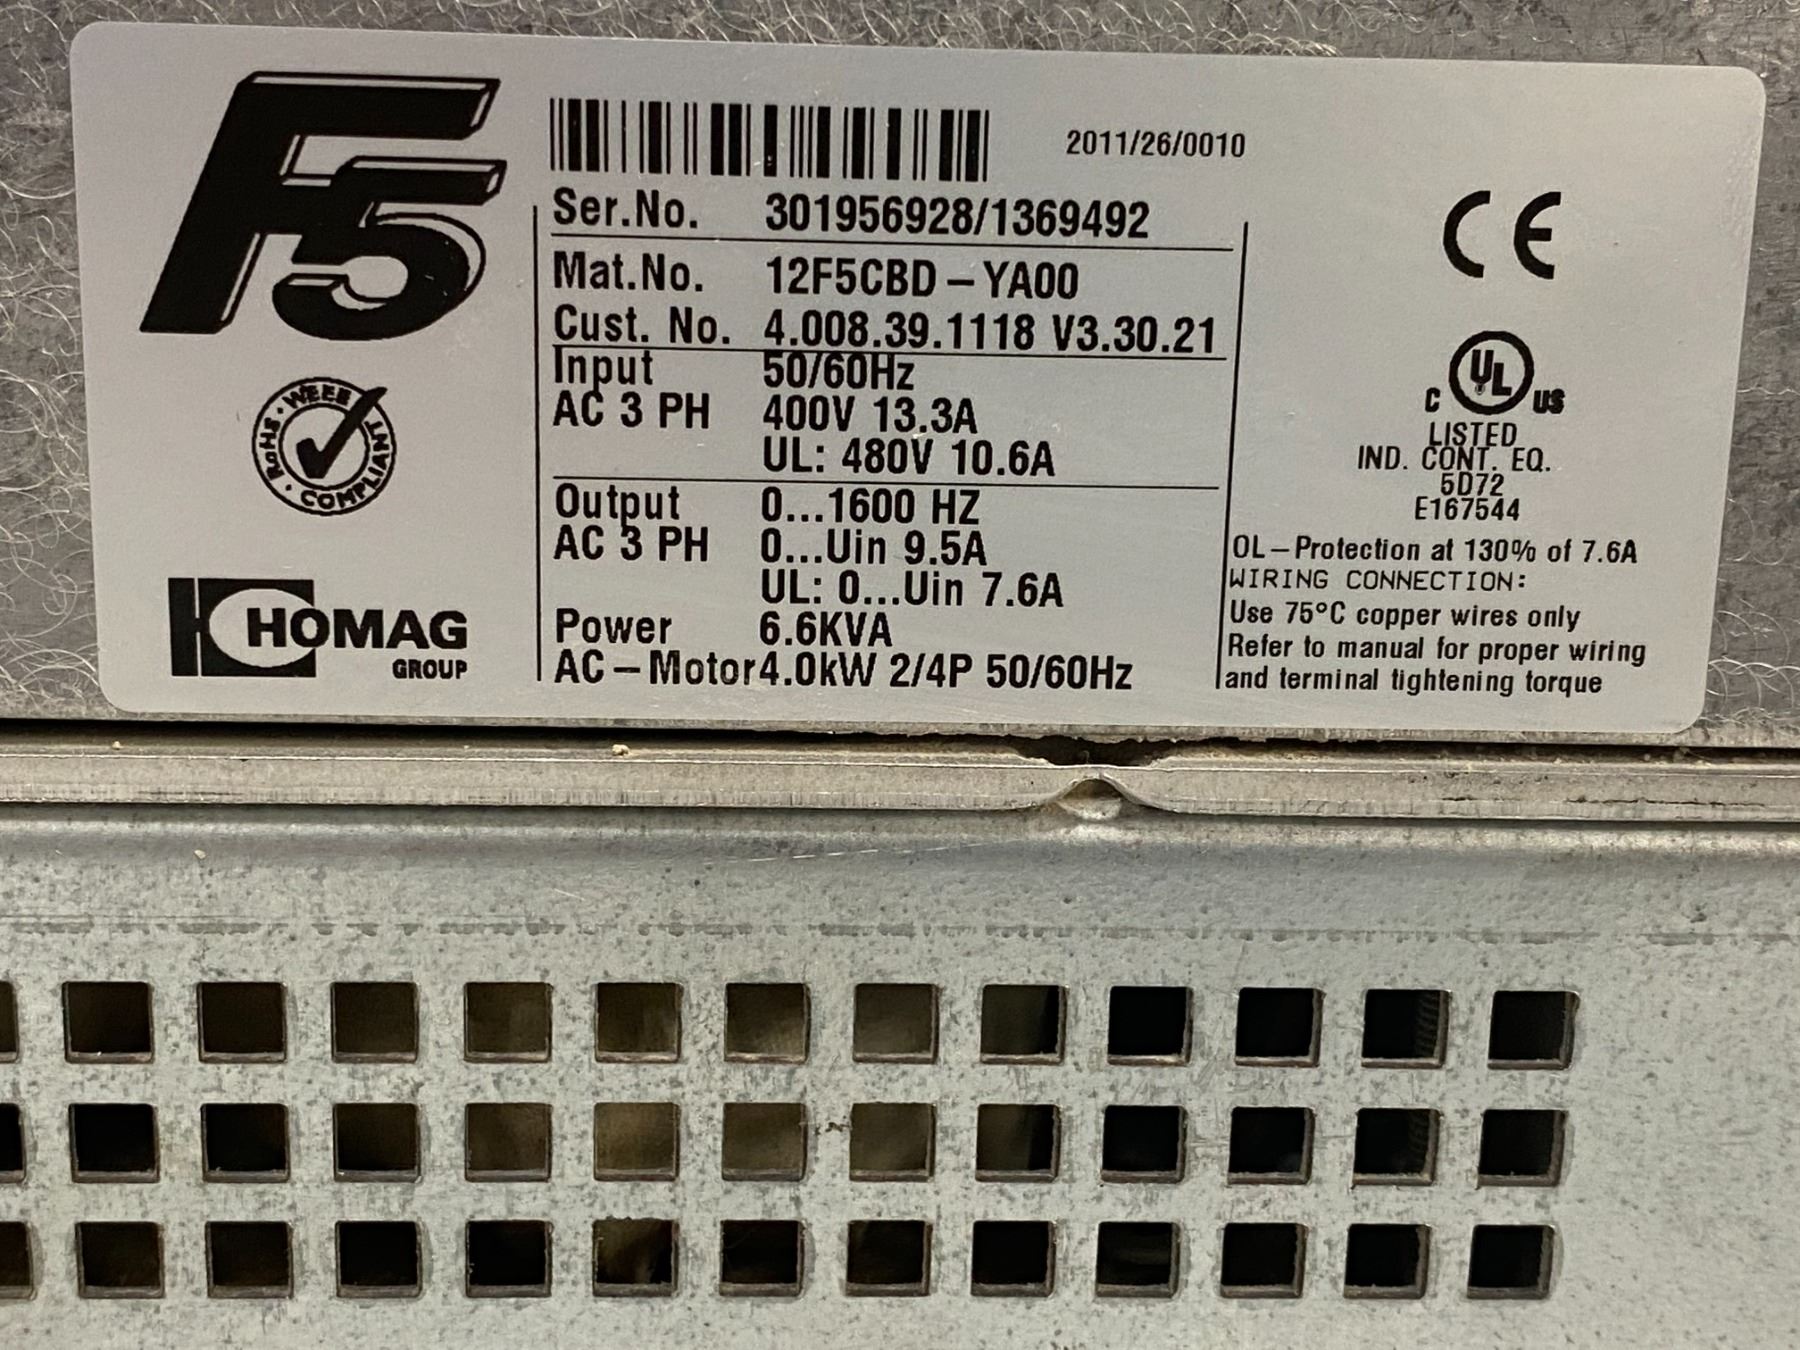 F5
2011/26/0010
Ser.No. 301956928/1369492
Mat.No. 12F5CBD-YA00
Cust. No. 4.008.39.1118 V3.30.21
Input 50/60Hz
AC 3 PH 400V 13.3A
UL: 480V 10.6A
Output 0...1600 HZ
AC 3 PH 0...Uin 9.5A
UL: 0...Uin 7.6A
Power 6.6KVA
AC-Motor 4.0kW 2/4P 50/60Hz
RoHS · WEEE · COMPLIANT
HOMAG
GROUP
CE
C UL US
LISTED
IND. CONT. EQ.
5D72
E167544
OL-Protection at 130% of 7.6A
WIRING CONNECTION:
Use 75°C copper wires only
Refer to manual for proper wiring
and terminal tightening torque